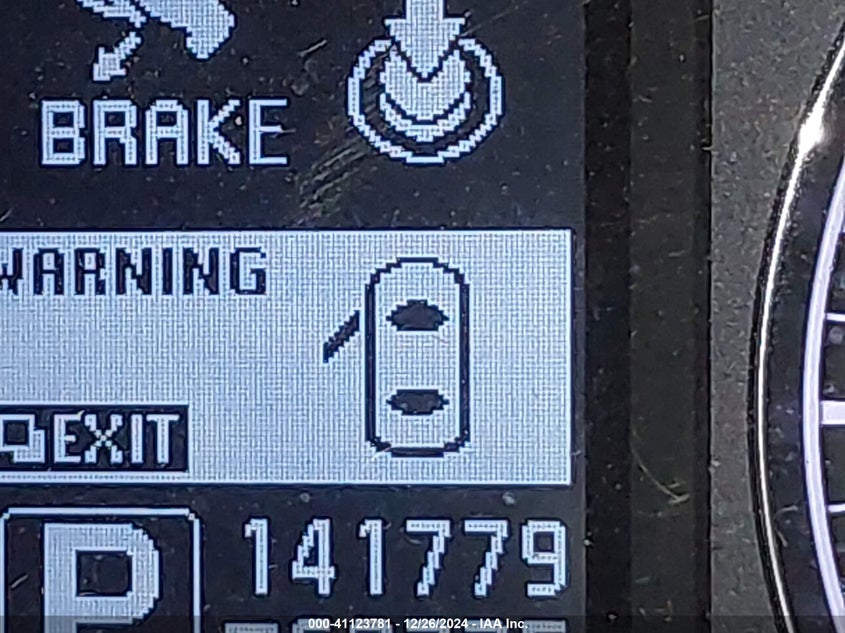 BRAKE
WARNING
EXIT
P
141779
000-41123781 - 12/26/2024 - IAA Inc.